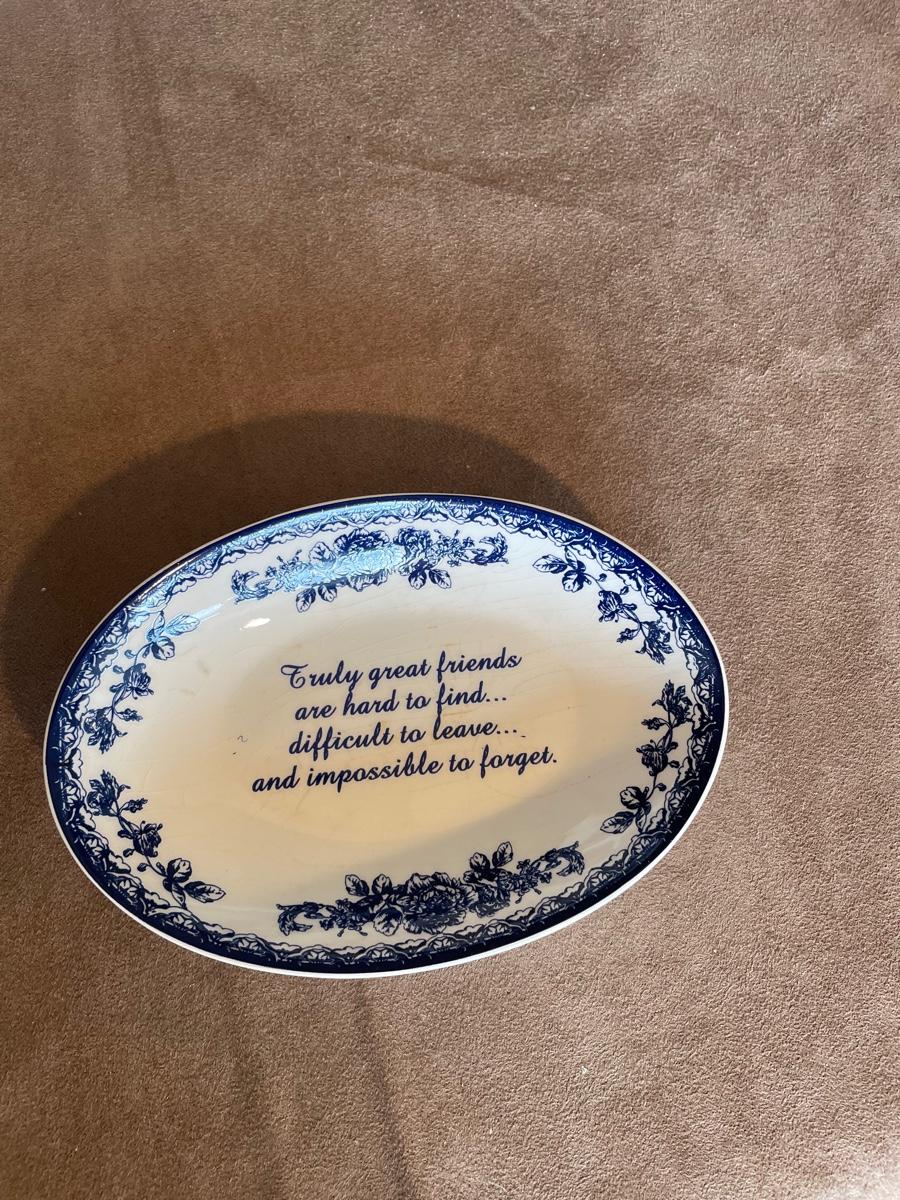 Truly great friends
are hard to find...
difficult to leave...
and impossible to forget.